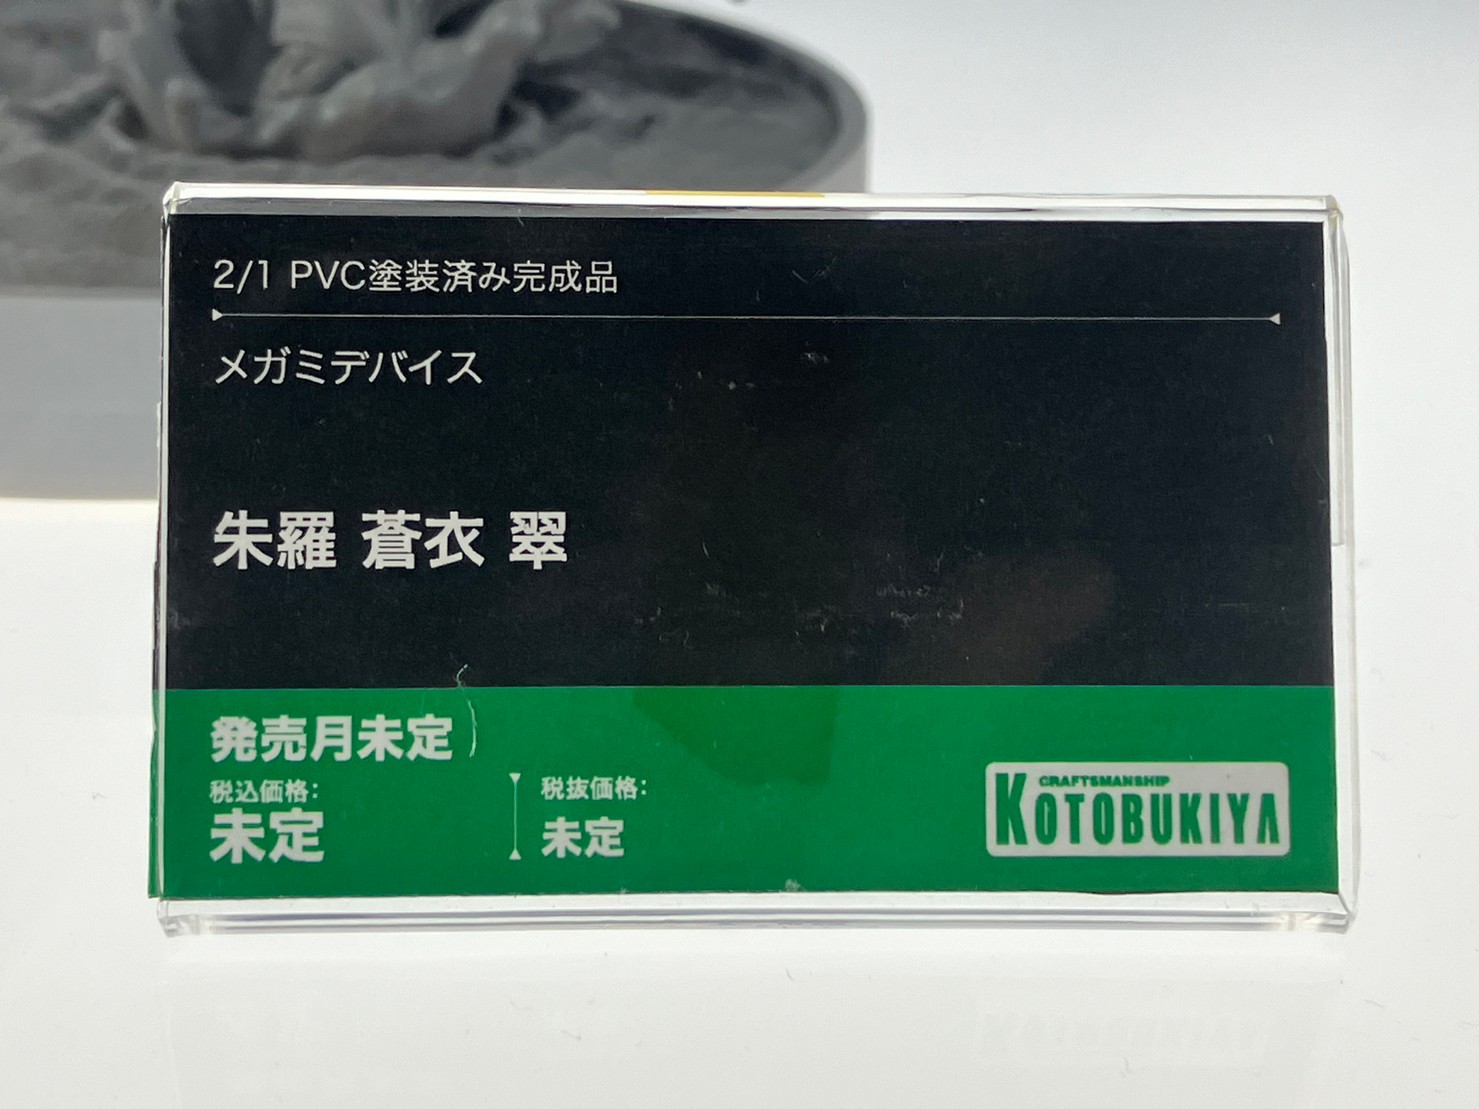 2/1 PVC塗装済み完成品
メガミデバイス
朱羅 蒼衣 翠
発売月未定
税込価格:
未定
税抜価格:
未定
CRAFTSMANSHIP
KOTOBUKIYA